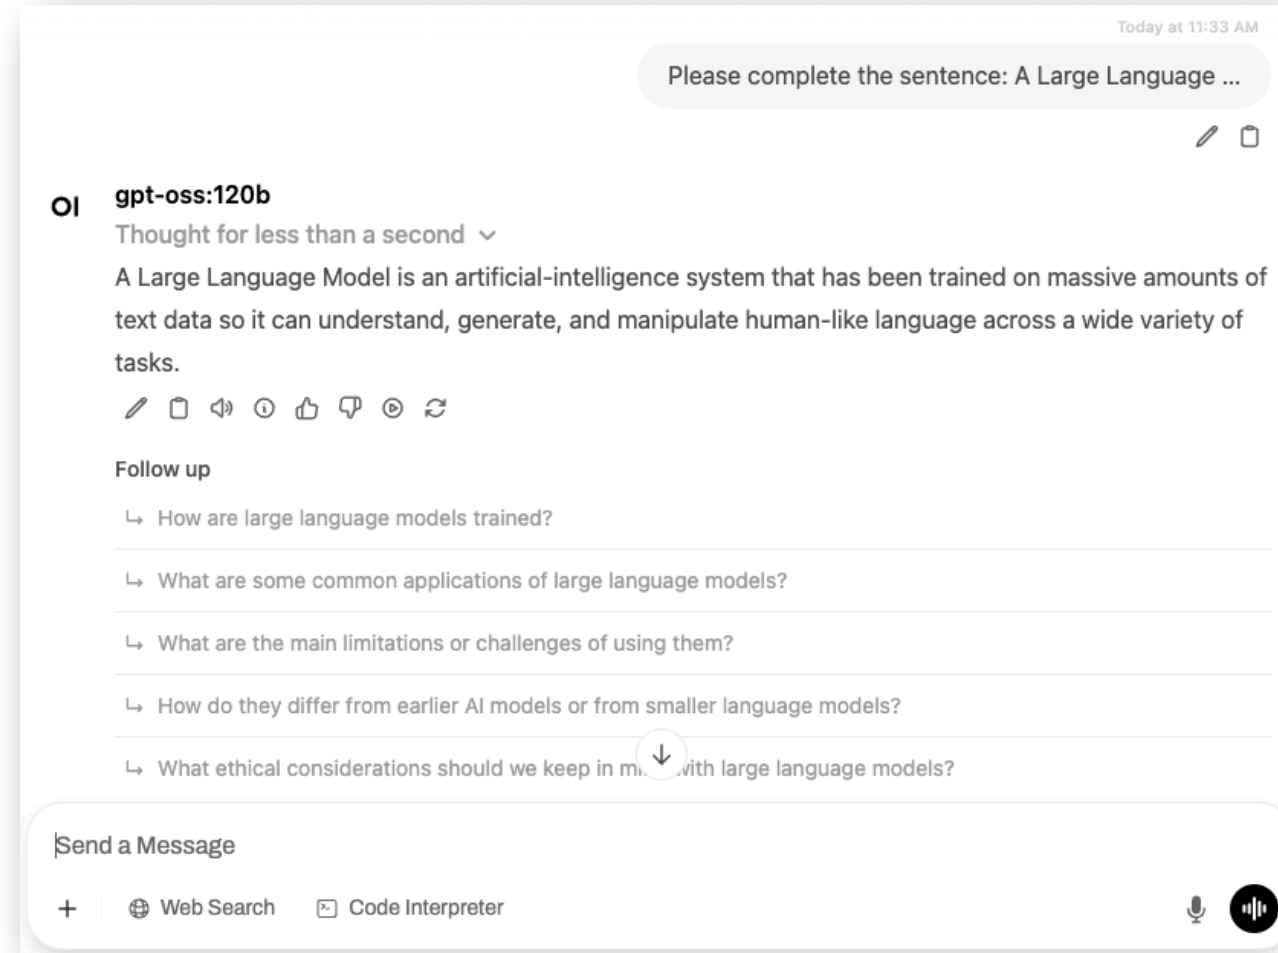 Today at 11:33 AM
Please complete the sentence: A Large Language ...
OI
gpt-oss:120b
Thought for less than a second
A Large Language Model is an artificial-intelligence system that has been trained on massive amounts of
text data so it can understand, generate, and manipulate human-like language across a wide variety of
tasks.
Follow up
How are large language models trained?
What are some common applications of large language models?
What are the main limitations or challenges of using them?
How do they differ from earlier AI models or from smaller language models?
What ethical considerations should we keep in with large language models?
Send a Message
Web Search
Code Interpreter